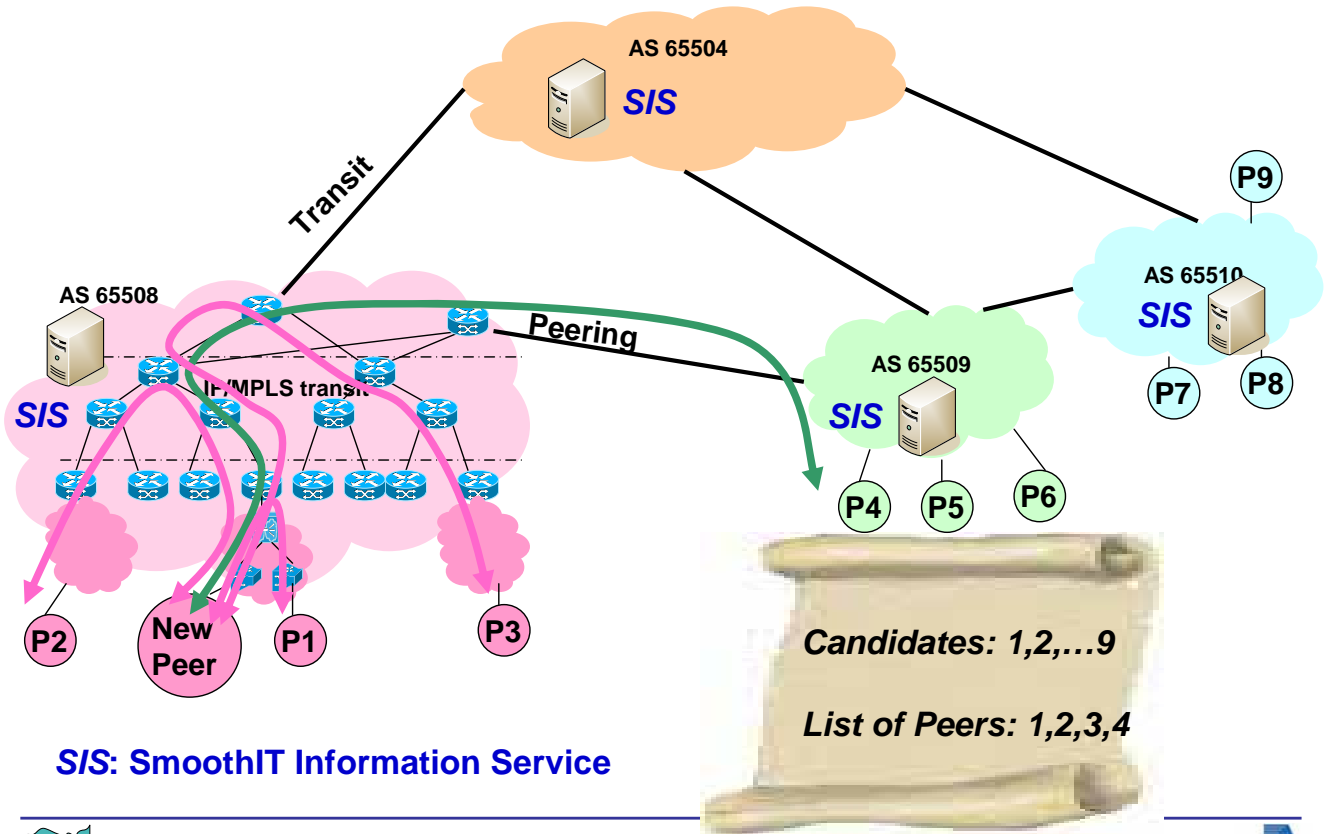 AS 65504
SIS
Transit
P9
AS 65510
SIS
P7
P8
AS 65508
SIS
IP/MPLS transit
Peering
AS 65509
SIS
P4
P5
P6
P2
New
Peer
P1
P3
Candidates: 1,2,…9
List of Peers: 1,2,3,4
SIS: SmoothIT Information Service